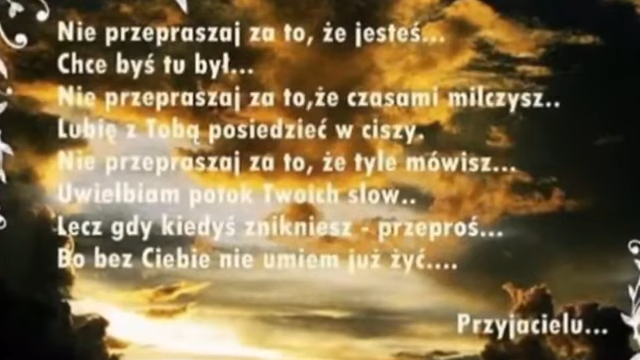 Nie przepraszaj za to, że jesteś...
Chce byś tu był...
Nie przepraszaj za to,że czasami milczysz..
Lubię z Tobą posiedzieć w ciszy.
Nie przepraszaj za to, że tyle mówisz...
Uwielbiam potok Twoich slow..
Lecz gdy kiedyś znikniesz - przeproś...
Bo bez Ciebie nie umiem już żyć....
Przyjacielu...